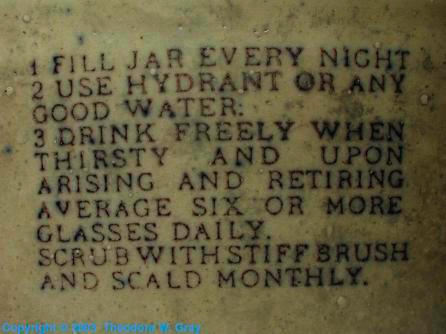 1 FILL JAR EVERY NIGHT
2 USE HYDRANT OR ANY
GOOD WATER.
3 DRINK FREELY WHEN
THIRSTY AND UPON
ARISING AND RETIRING
AVERAGE SIX OR MORE
GLASSES DAILY.
SCRUB WITH STIFF BRUSH
AND SCALD MONTHLY.
Copyright © 2002 Theodore W. Gray